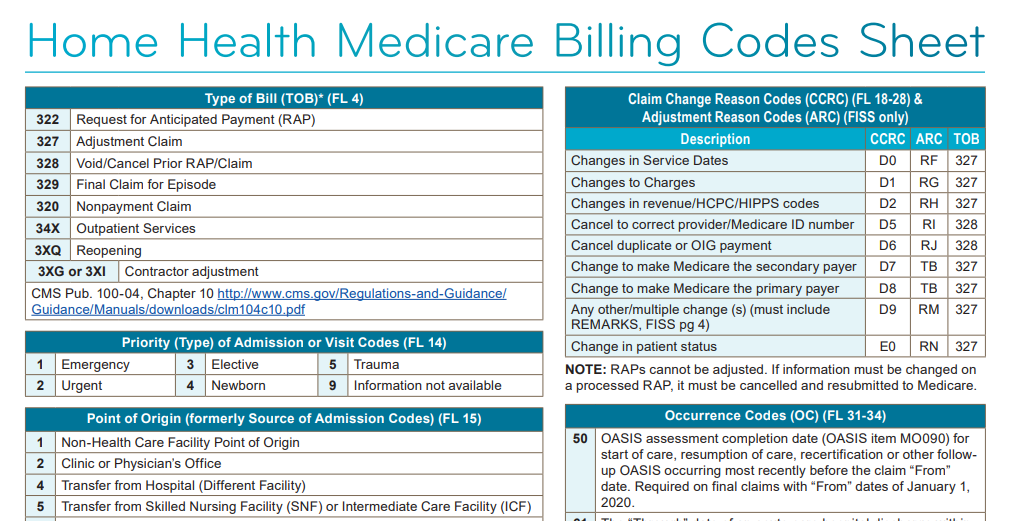 Home Health Medicare Billing Codes Sheet
Type of Bill (TOB)* (FL 4)
322 Request for Anticipated Payment (RAP)
327 Adjustment Claim
328 Void/Cancel Prior RAP/Claim
329 Final Claim for Episode
320 Nonpayment Claim
34X Outpatient Services
3XQ Reopening
3XG or 3XI Contractor adjustment
CMS Pub. 100-04, Chapter 10 http://www.cms.gov/Regulations-and-Guidance/
Guidance/Manuals/downloads/clm104c10.pdf
Priority (Type) of Admission or Visit Codes (FL 14)
1 Emergency 3 Elective 5 Trauma
2 Urgent 4 Newborn 9 Information not available
Point of Origin (formerly Source of Admission Codes) (FL 15)
1 Non-Health Care Facility Point of Origin
2 Clinic or Physician's Office
4 Transfer from Hospital (Different Facility)
5 Transfer from Skilled Nursing Facility (SNF) or Intermediate Care Facility (ICF)
Claim Change Reason Codes (CCRC) (FL 18-28) &
Adjustment Reason Codes (ARC) (FISS only)
Description CCRC ARC TOB
Changes in Service Dates D0 RF 327
Changes to Charges D1 RG 327
Changes in revenue/HCPC/HIPPS codes D2 RH 327
Cancel to correct provider/Medicare ID number D5 RI 328
Cancel duplicate or OIG payment D6 RJ 328
Change to make Medicare the secondary payer D7 TB 327
Change to make Medicare the primary payer D8 TB 327
Any other/multiple change (s) (must include D9 RM 327
REMARKS, FISS pg 4)
Change in patient status E0 RN 327
NOTE: RAPs cannot be adjusted. If information must be changed on
a processed RAP, it must be cancelled and resubmitted to Medicare.
Occurrence Codes (OC) (FL 31-34)
50 OASIS assessment completion date (OASIS item MO090) for
start of care, resumption of care, recertification or other follow-
up OASIS occurring most recently before the claim "From"
date. Required on final claims with "From" dates of January 1,
2020.